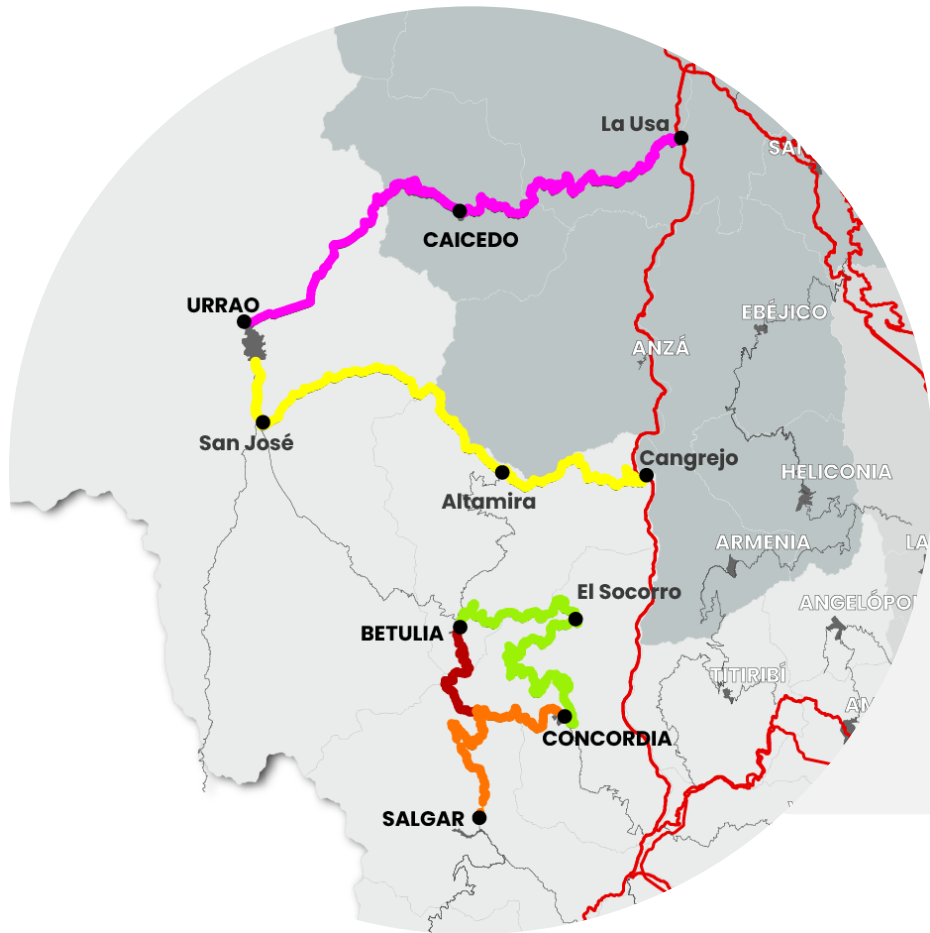 La Usa
CAICEDO
URRAO
EBÉJICO
ANZÁ
San José
Cangrejo
HELICONIA
Altamira
ARMENIA
El Socorro
BETULIA
TITIRIBÍ
CONCORDIA
SALGAR